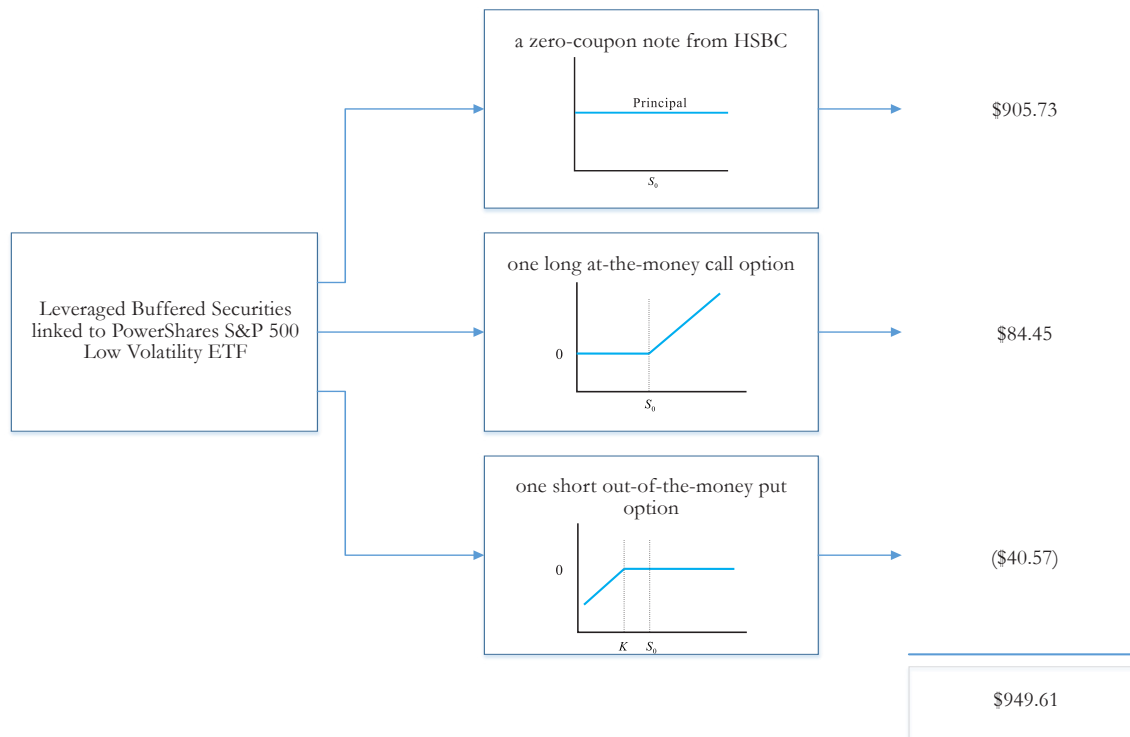 a zero-coupon note from HSBC
Principal
S₀
$905.73
Leveraged Buffered Securities
linked to PowerShares S&P 500
Low Volatility ETF
one long at-the-money call option
0
S₀
$84.45
one short out-of-the-money put
option
0
K S₀
($40.57)
$949.61